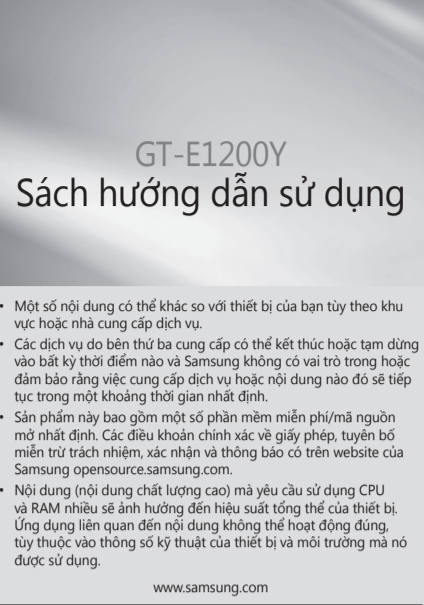 GT-E1200Y
Sách hướng dẫn sử dụng
• Một số nội dung có thể khác so với thiết bị của bạn tùy theo khu
vực hoặc nhà cung cấp dịch vụ.
• Các dịch vụ do bên thứ ba cung cấp có thể kết thúc hoặc tạm dừng
vào bất kỳ thời điểm nào và Samsung không có vai trò trong hoặc
đảm bảo rằng việc cung cấp dịch vụ hoặc nội dung nào đó sẽ tiếp
tục trong một khoảng thời gian nhất định.
• Sản phẩm này bao gồm một số phần mềm miễn phí/mã nguồn
mở nhất định. Các điều khoản chính xác về giấy phép, tuyên bố
miễn trừ trách nhiệm, xác nhận và thông báo có trên website của
Samsung opensource.samsung.com.
• Nội dung (nội dung chất lượng cao) mà yêu cầu sử dụng CPU
và RAM nhiều sẽ ảnh hưởng đến hiệu suất tổng thể của thiết bị.
Ứng dụng liên quan đến nội dung không thể hoạt động đúng,
tùy thuộc vào thông số kỹ thuật của thiết bị và môi trường mà nó
được sử dụng.
www.samsung.com